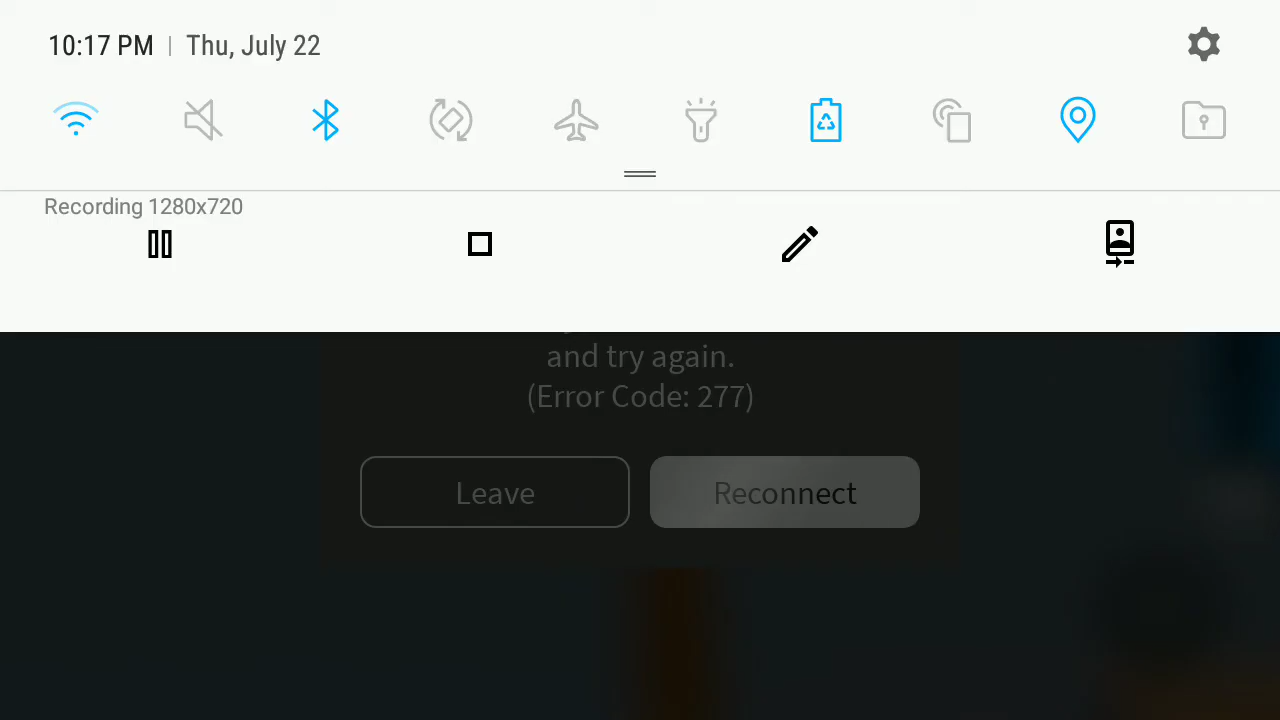 10:17 PM | Thu, July 22
Recording 1280x720
and try again.
(Error Code: 277)
Leave
Reconnect